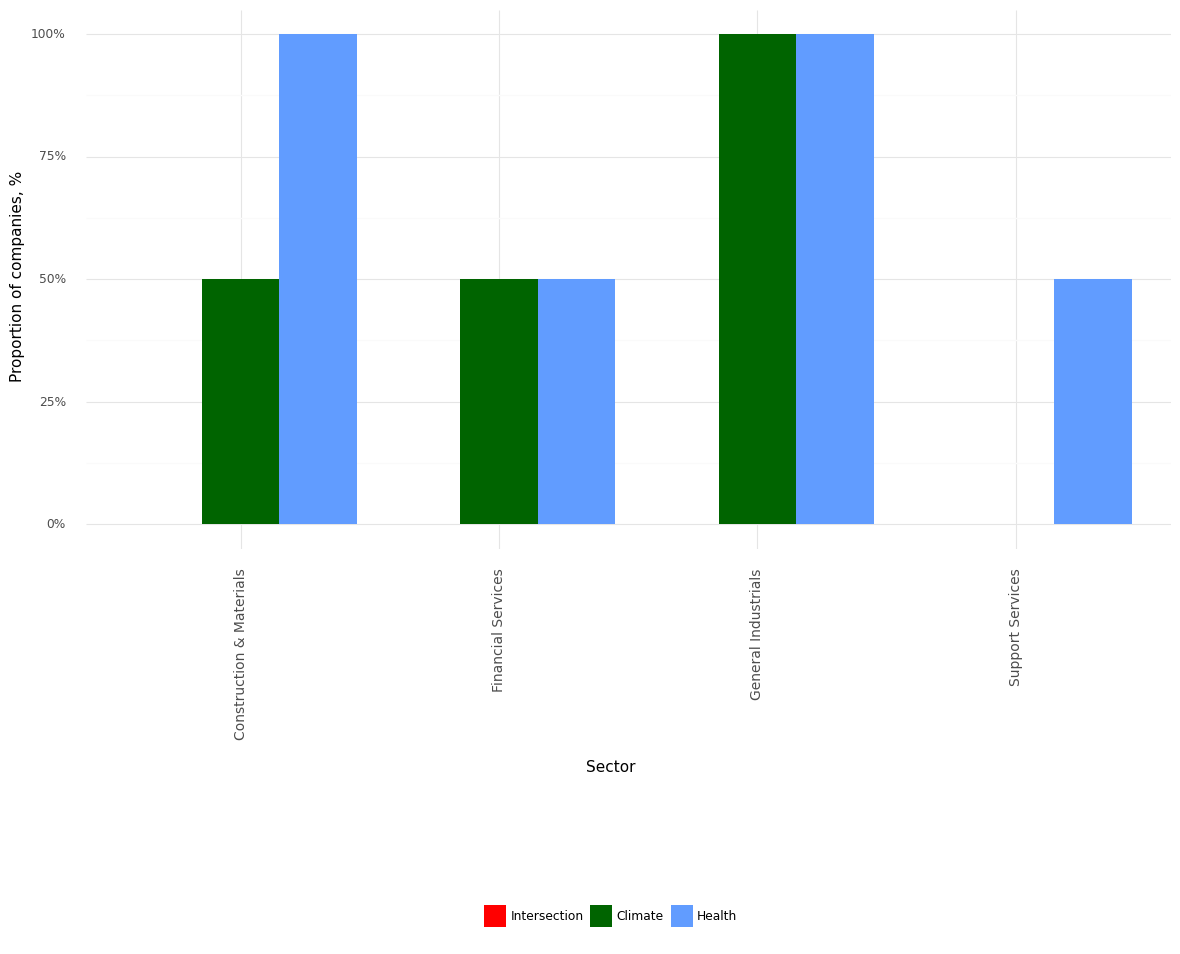 100%
75%
50%
25%
0%
Proportion of companies, %
Construction & Materials
Financial Services
General Industrials
Support Services
Sector
Intersection Climate Health